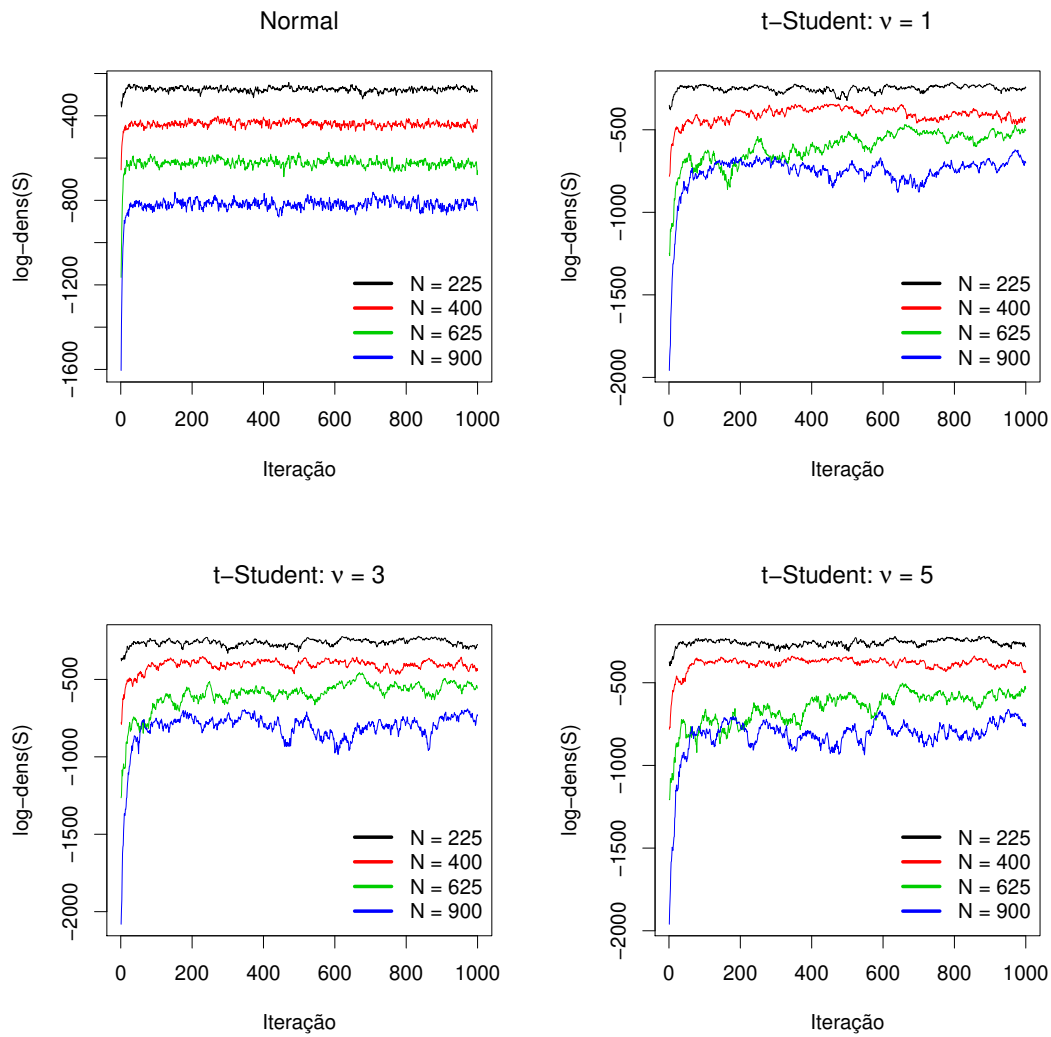 Normal
log−dens(S)
−400
−800
−1200
−1600
0 200 400 600 800 1000
Iteração
N = 225
N = 400
N = 625
N = 900
t−Student: ν = 1
log−dens(S)
−500
−1000
−1500
−2000
0 200 400 600 800 1000
Iteração
N = 225
N = 400
N = 625
N = 900
t−Student: ν = 3
log−dens(S)
−500
−1000
−1500
−2000
0 200 400 600 800 1000
Iteração
N = 225
N = 400
N = 625
N = 900
t−Student: ν = 5
log−dens(S)
−500
−1000
−1500
−2000
0 200 400 600 800 1000
Iteração
N = 225
N = 400
N = 625
N = 900